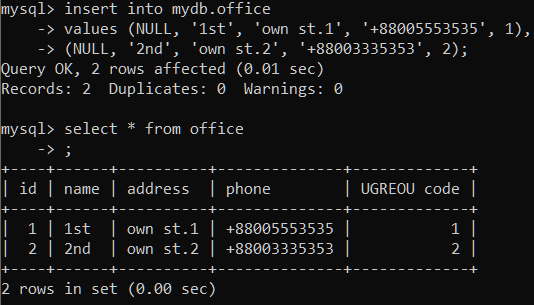 mysql> insert into mydb.office
    -> values (NULL, '1st', 'own st.1', '+88005553535', 1),
    -> (NULL, '2nd', 'own st.2', '+88003335353', 2);
Query OK, 2 rows affected (0.01 sec)
Records: 2  Duplicates: 0  Warnings: 0

mysql> select * from office
    -> ;
+----+------+----------+--------------+-------------+
| id | name | address  | phone        | UGREOU code |
+----+------+----------+--------------+-------------+
|  1 | 1st  | own st.1 | +88005553535 |           1 |
|  2 | 2nd  | own st.2 | +88003335353 |           2 |
+----+------+----------+--------------+-------------+
2 rows in set (0.00 sec)